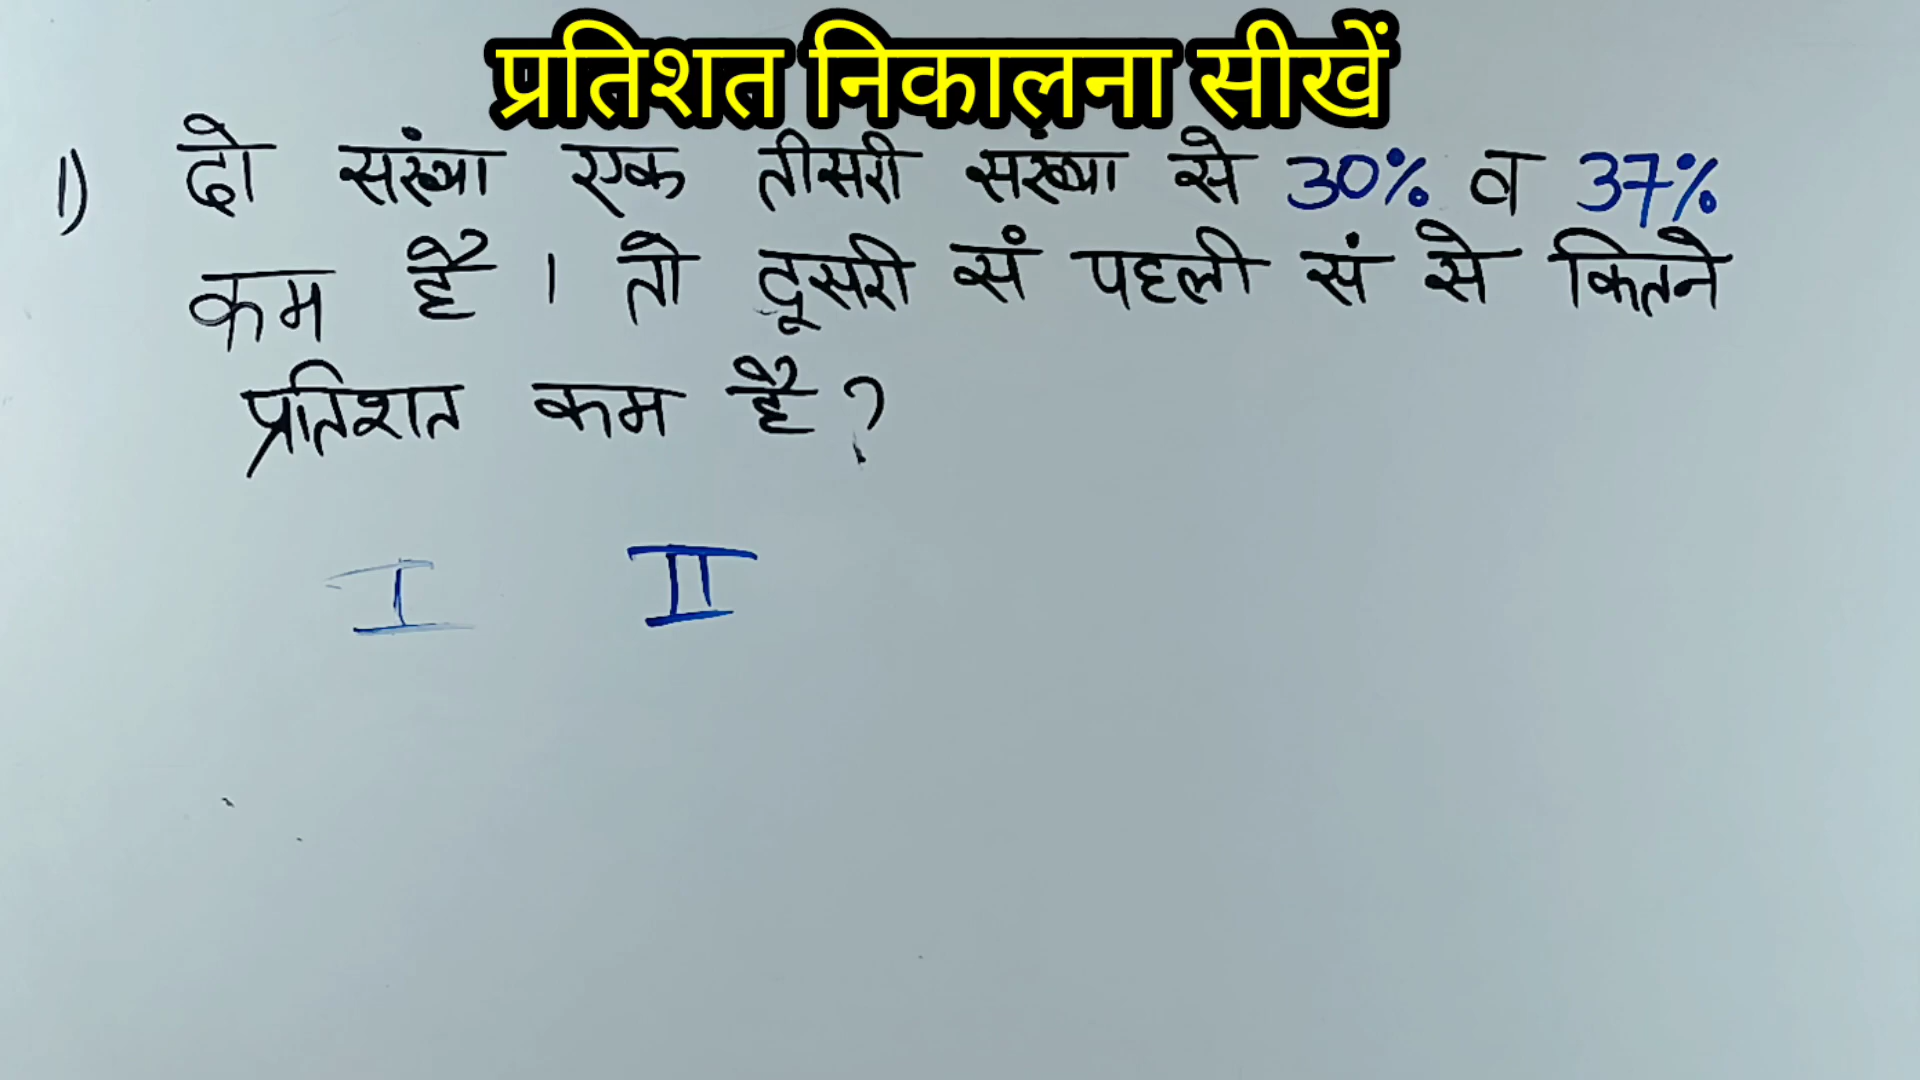 प्रतिशत निकालना सीखें
1) दो संख्या एक तीसरी संख्या से 30% व 37%
कम है। तो दूसरी सं पहली सं से कितने
प्रतिशत कम है?
I II